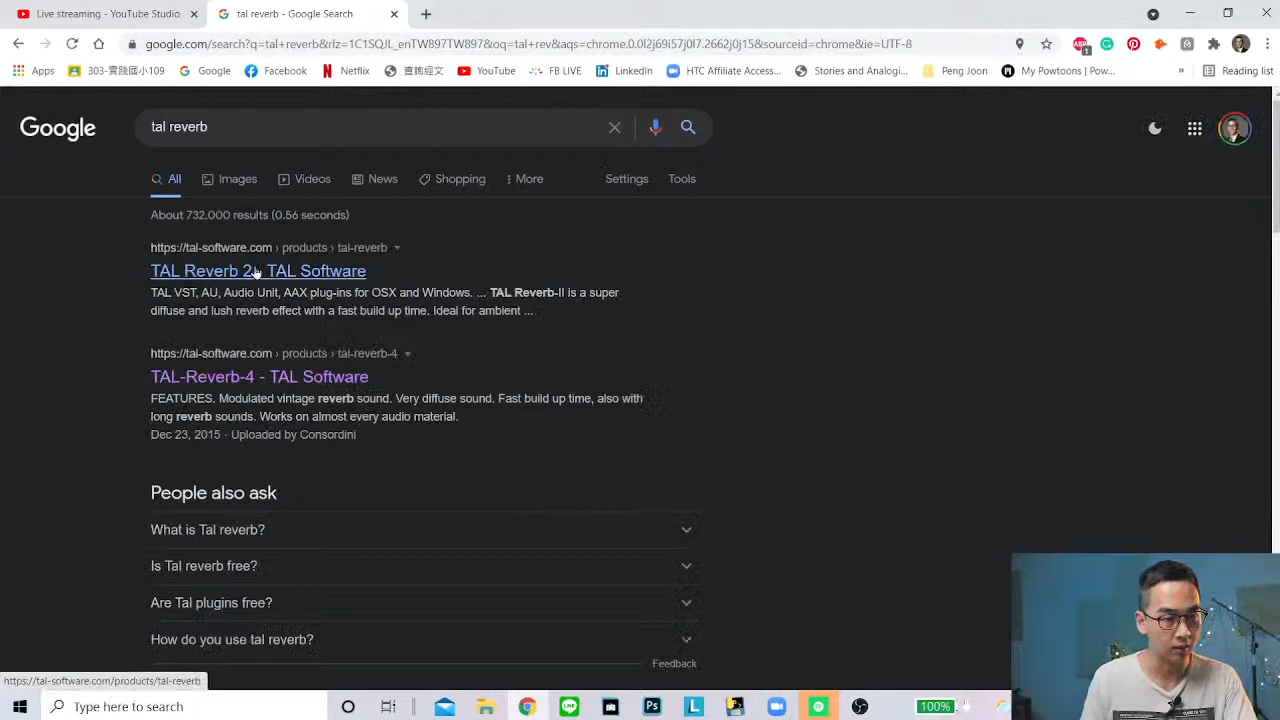 Live streaming - YouTube Studio
tal reverb - Google Search
google.com/search?q=tal+reverb&rlz=1C1SQJL_enTW897TW897&oq=tal+rev&aqs=chrome.0.0l2j69i57j0l7.2662j0j15&sourceid=chrome&ie=UTF-8
Apps 303-實踐國小109 Google Facebook Netflix 查詢經文 YouTube FB LIVE LinkedIn HTC Affiliate Access... Stories and Analogi... Peng Joon My Powtoons | Pow... » Reading list
Google
tal reverb
All Images Videos News Shopping More Settings Tools
About 732,000 results (0.56 seconds)
https://tal-software.com › products › tal-reverb
TAL Reverb 2 - TAL Software
TAL VST, AU, Audio Unit, AAX plug-ins for OSX and Windows. ... TAL Reverb-II is a super
diffuse and lush reverb effect with a fast build up time. Ideal for ambient ...
https://tal-software.com › products › tal-reverb-4
TAL-Reverb-4 - TAL Software
FEATURES. Modulated vintage reverb sound. Very diffuse sound. Fast build up time, also with
long reverb sounds. Works on almost every audio material.
Dec 23, 2015 · Uploaded by Consordini
People also ask
What is Tal reverb?
Is Tal reverb free?
Are Tal plugins free?
How do you use tal reverb?
Feedback
https://tal-software.com/products/tal-reverb
Type here to search
100%